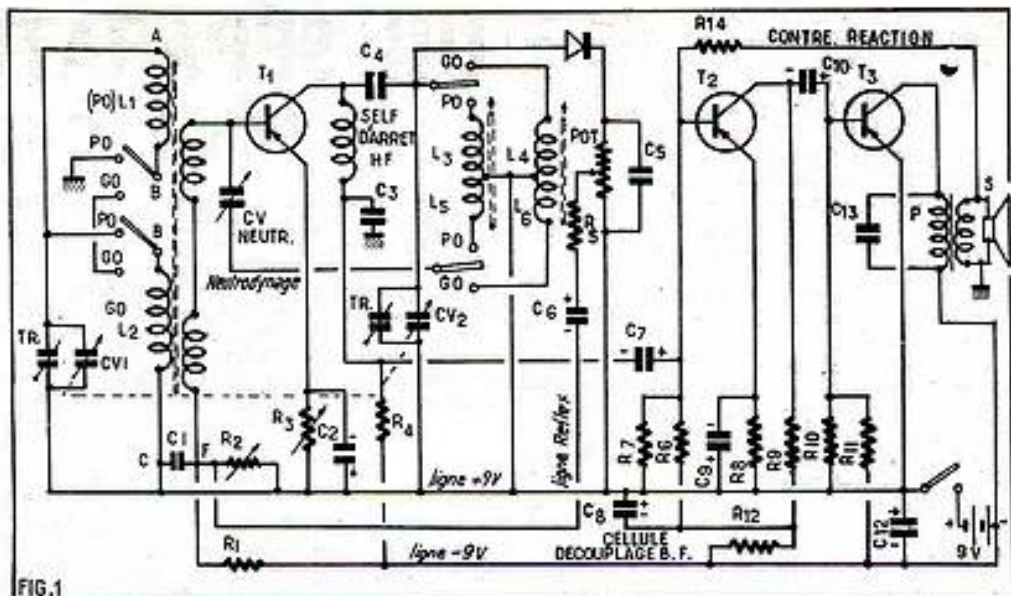 R14
CONTRE. RÉACTION
A
C4
GO
C10
T1
T2
T3
(PO) L1
SELF
D'ARRET
HF
PO
PO
POT.
C5
L3
L4
S
B
GO
C3
C13
P
CV
NEUTR.
L5
L6
R5
PO
B
PO
GO
Neutrodynage
GO
C6
GO
L2
TR.
CV2
C7
TR.
CV1
ligne Reflex
R3
C2
R4
R7
R6
C9
R8
R9
R10
R11
C1
R2
C
F
ligne +9V
C8
R12
C12
9V
CELLULE
DÉCOUPLAGE B.F.
R1
ligne -9V
FIG.1